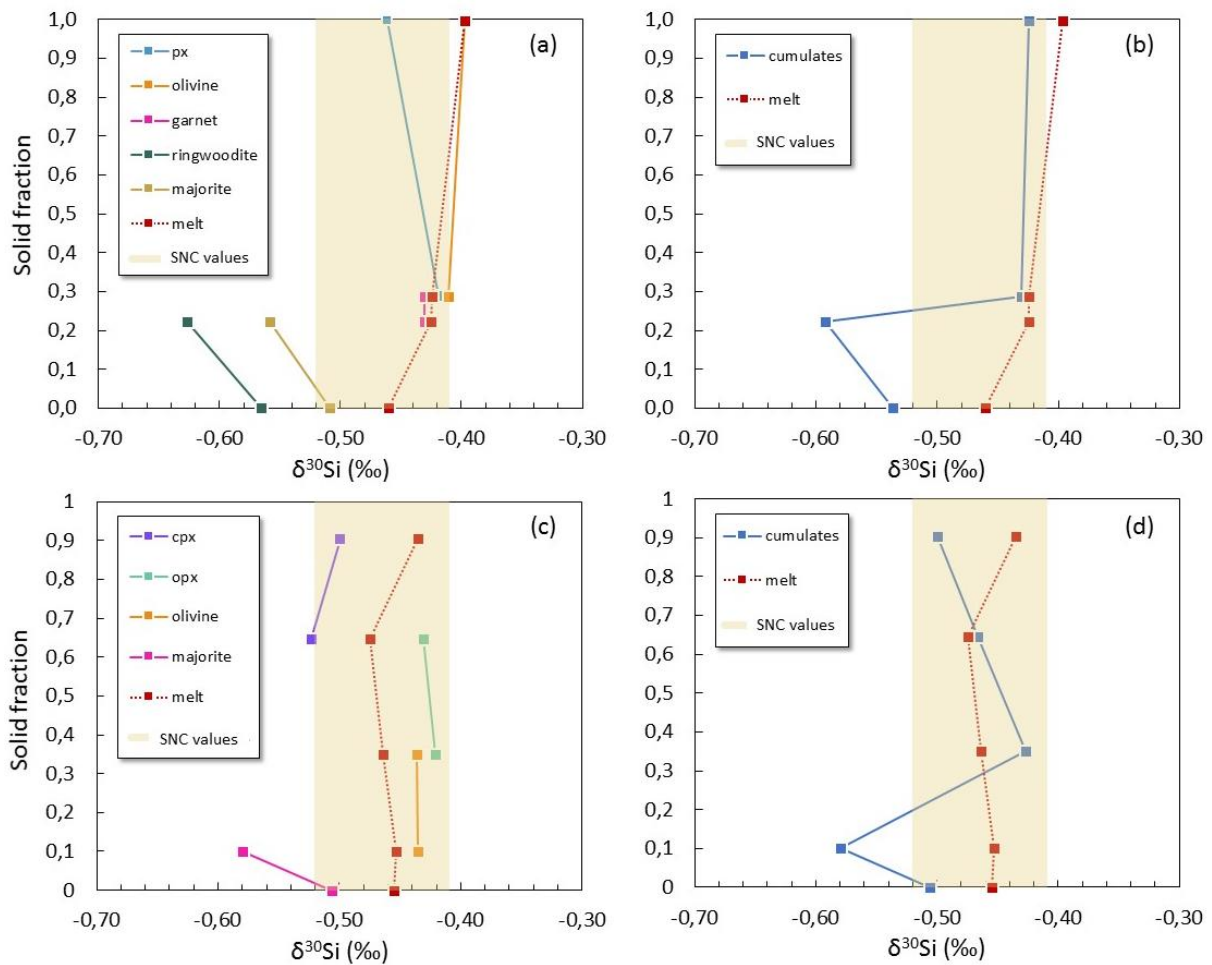 (a)
1,0
0,9
0,8
0,7
0,6
0,5
0,4
0,3
0,2
0,1
0,0
Solid fraction
px
olivine
garnet
ringwoodite
majorite
melt
SNC values
-0,70 -0,60 -0,50 -0,40 -0,30
δ³⁰Si (‰)
(b)
1,0
0,9
0,8
0,7
0,6
0,5
0,4
0,3
0,2
0,1
0,0
cumulates
melt
SNC values
-0,70 -0,60 -0,50 -0,40 -0,30
δ³⁰Si (‰)
(c)
1
0,9
0,8
0,7
0,6
0,5
0,4
0,3
0,2
0,1
0
Solid fraction
cpx
opx
olivine
majorite
melt
SNC values
-0,70 -0,60 -0,50 -0,40 -0,30
δ³⁰Si (‰)
(d)
1
0,9
0,8
0,7
0,6
0,5
0,4
0,3
0,2
0,1
0
cumulates
melt
SNC values
-0,70 -0,60 -0,50 -0,40 -0,30
δ³⁰Si (‰)